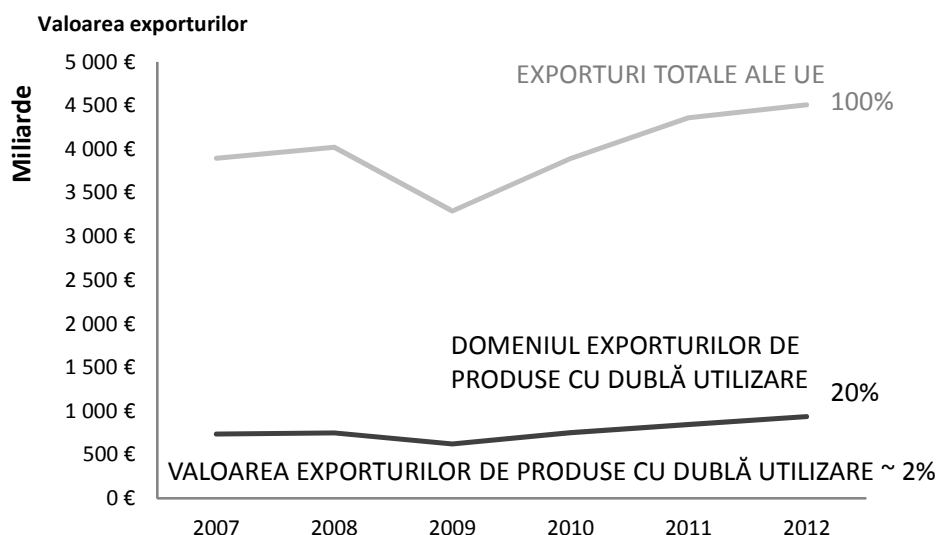 Valoarea exporturilor
Miliarde
5 000 €
4 500 €
4 000 €
3 500 €
3 000 €
2 500 €
2 000 €
1 500 €
1 000 €
500 €
0 €
EXPORTURI TOTALE ALE UE
100%
DOMENIUL EXPORTURILOR DE
PRODUSE CU DUBLĂ UTILIZARE
20%
VALOAREA EXPORTURILOR DE PRODUSE CU DUBLĂ UTILIZARE ~ 2%
2007 2008 2009 2010 2011 2012